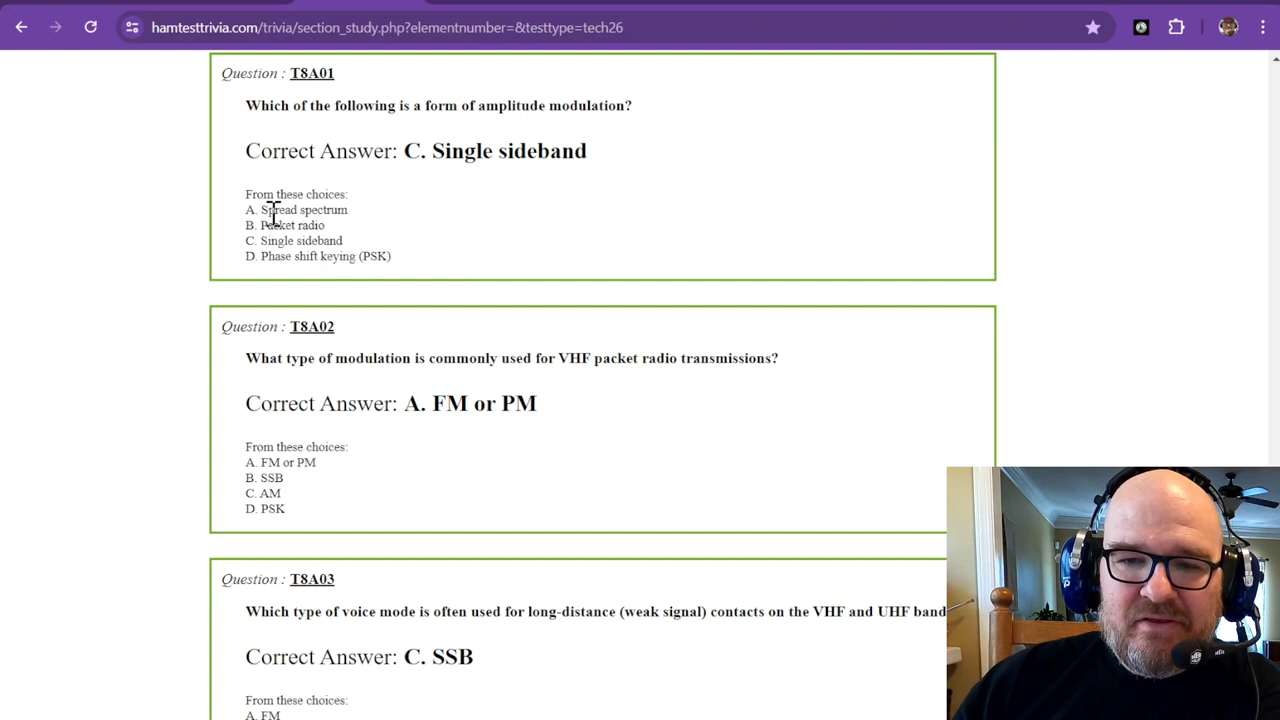 hamtesttrivia.com/trivia/section_study.php?elementnumber=&testtype=tech26
Question : T8A01
Which of the following is a form of amplitude modulation?
Correct Answer: C. Single sideband
From these choices:
A. Spread spectrum
B. Packet radio
C. Single sideband
D. Phase shift keying (PSK)
Question : T8A02
What type of modulation is commonly used for VHF packet radio transmissions?
Correct Answer: A. FM or PM
From these choices:
A. FM or PM
B. SSB
C. AM
D. PSK
Question : T8A03
Which type of voice mode is often used for long-distance (weak signal) contacts on the VHF and UHF band
Correct Answer: C. SSB
From these choices:
A. FM